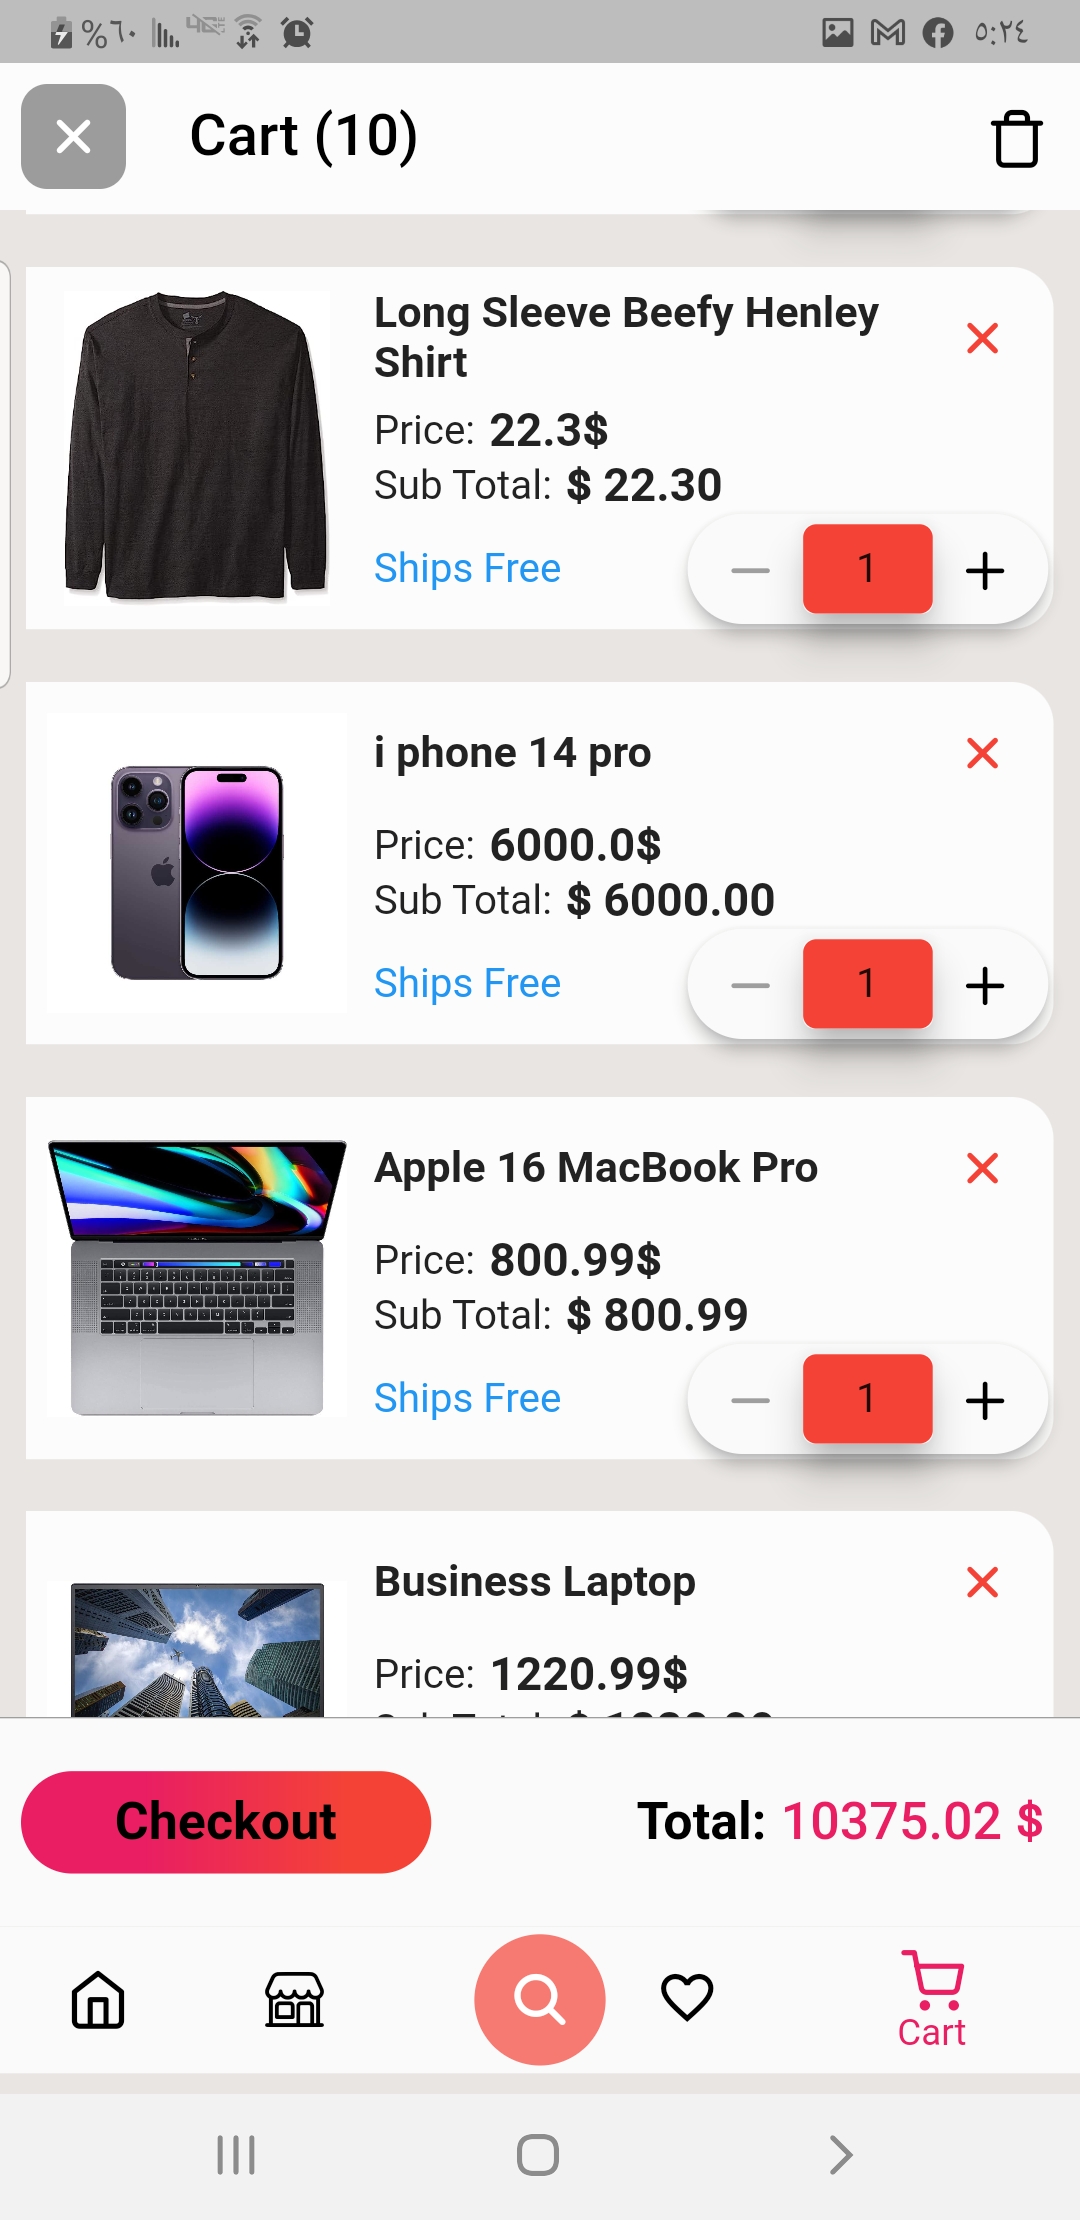 %٦٠ ٥:٢٤
Cart (10)
Long Sleeve Beefy Henley
Shirt
Price: 22.3$
Sub Total: $ 22.30
Ships Free 1
i phone 14 pro
Price: 6000.0$
Sub Total: $ 6000.00
Ships Free 1
Apple 16 MacBook Pro
Price: 800.99$
Sub Total: $ 800.99
Ships Free 1
Business Laptop
Price: 1220.99$
Checkout Total: 10375.02 $
Cart